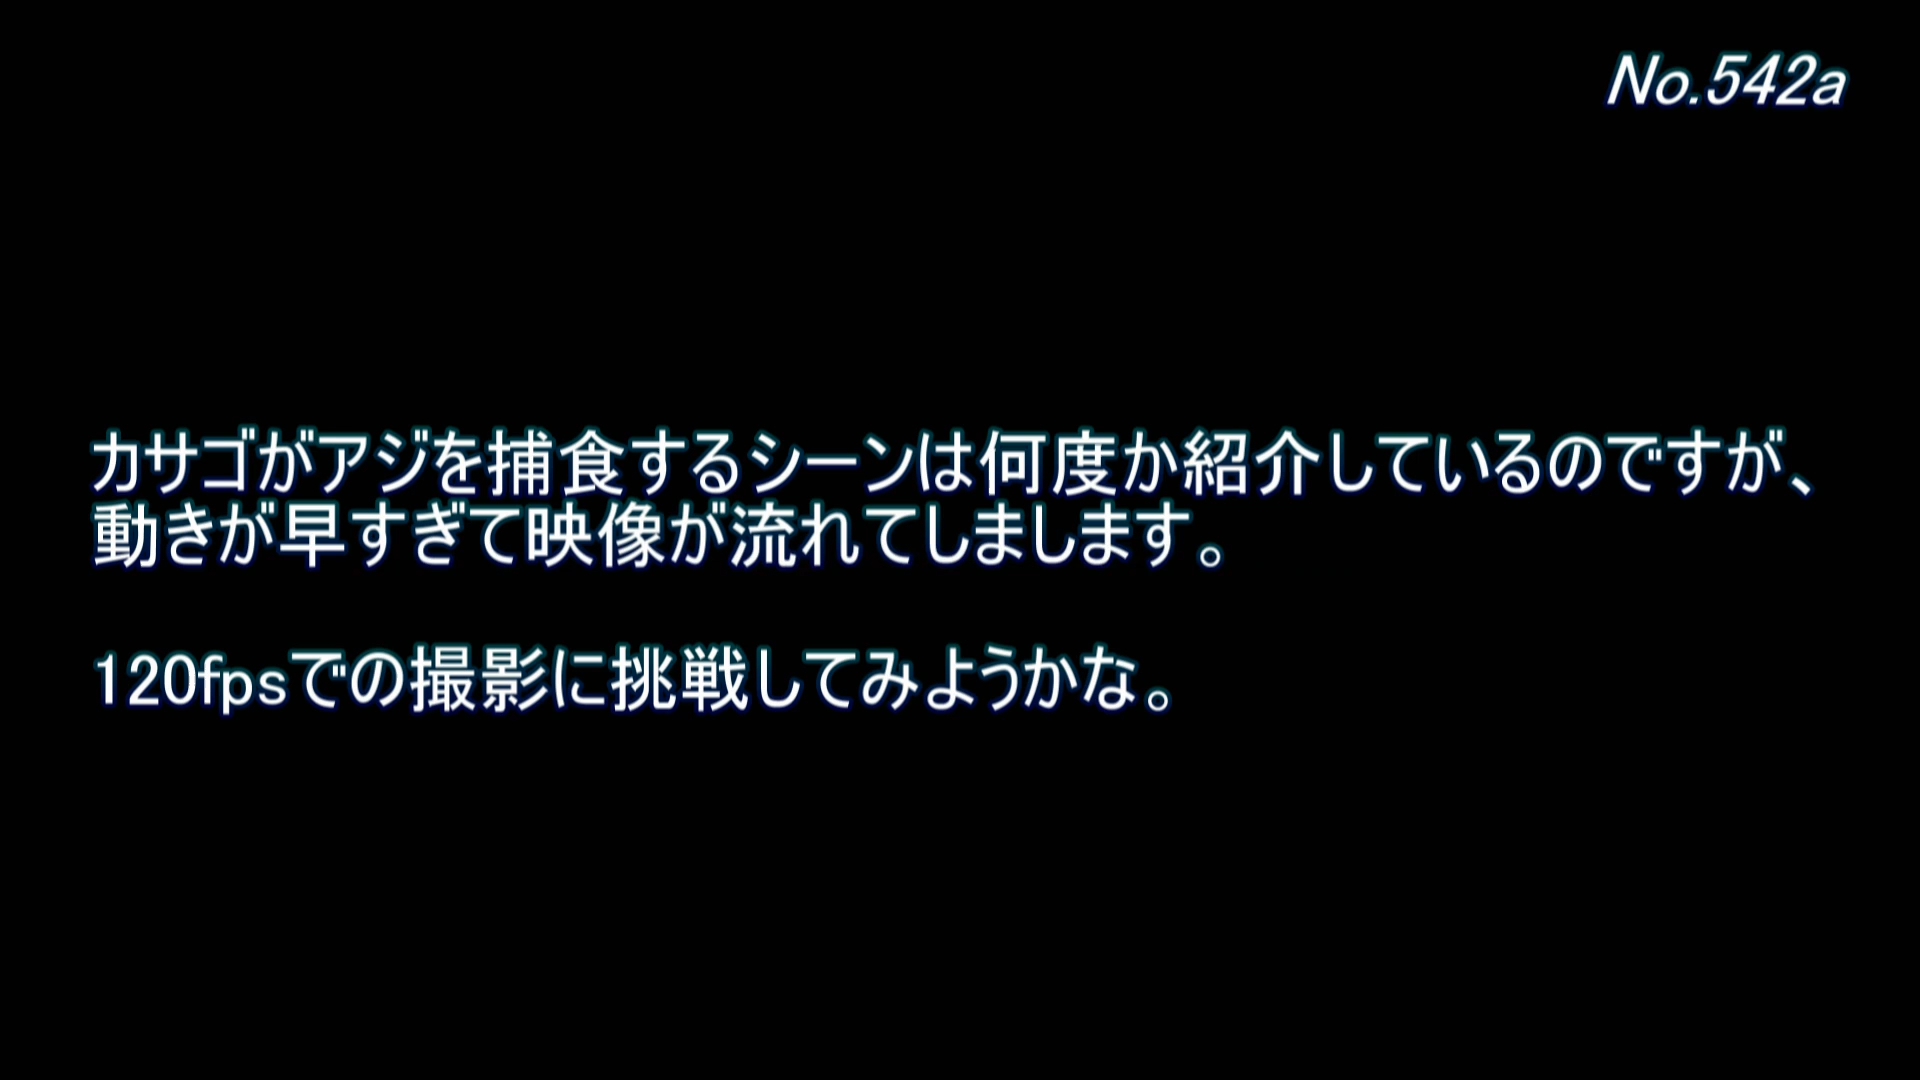 No.542a
カサゴがアジを捕食するシーンは何度か紹介しているのですが、
動きが早すぎて映像が流れてしまします。
120fpsでの撮影に挑戦してみようかな。